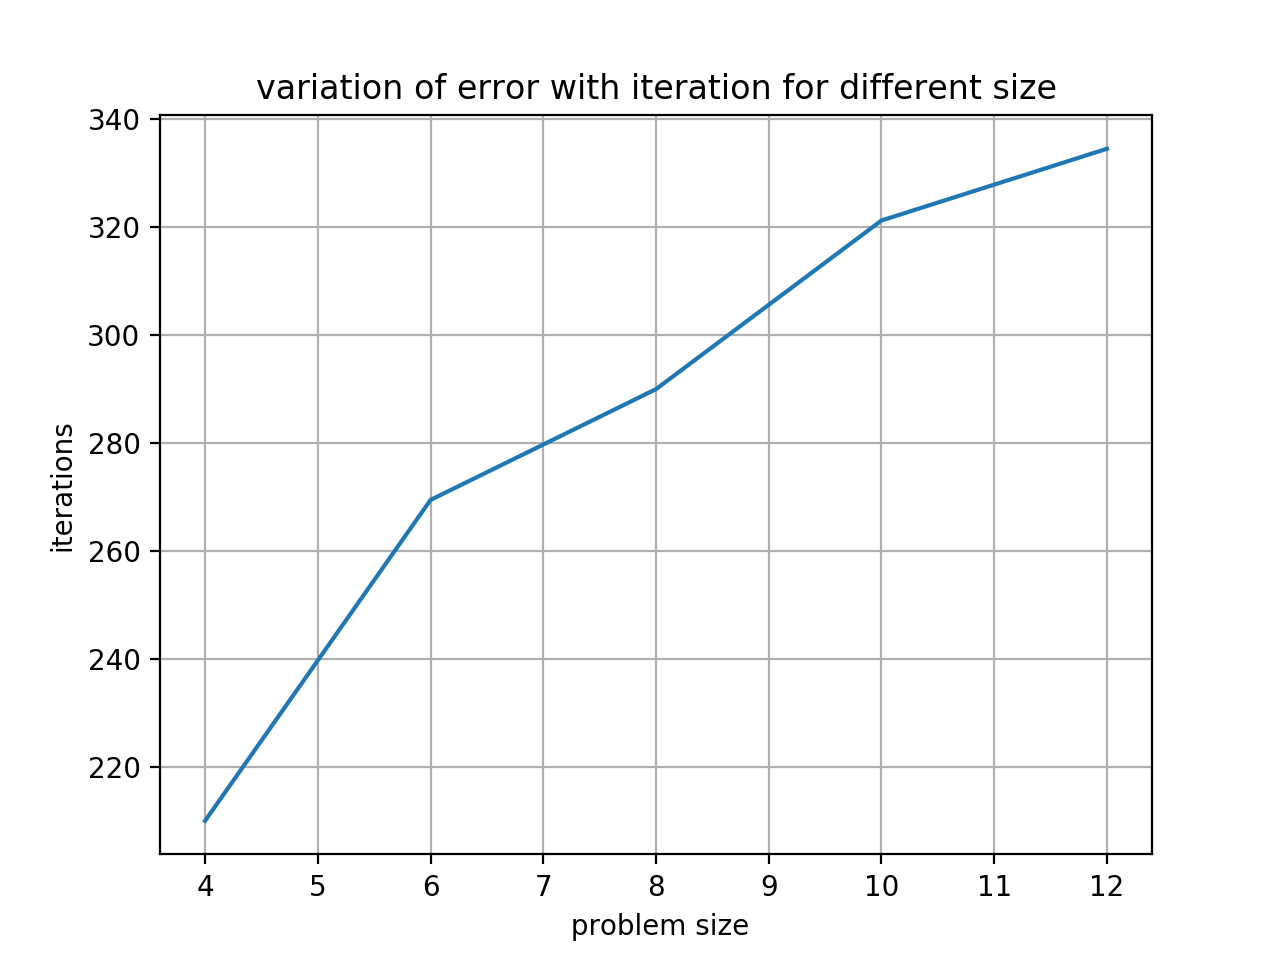 variation of error with iteration for different size
340
320
300
280
260
240
220
iterations
4 5 6 7 8 9 10 11 12
problem size